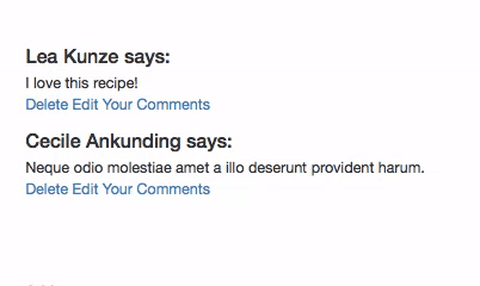 Lea Kunze says:
I love this recipe!
Delete Edit Your Comments
Cecile Ankunding says:
Neque odio molestiae amet a illo deserunt provident harum.
Delete Edit Your Comments